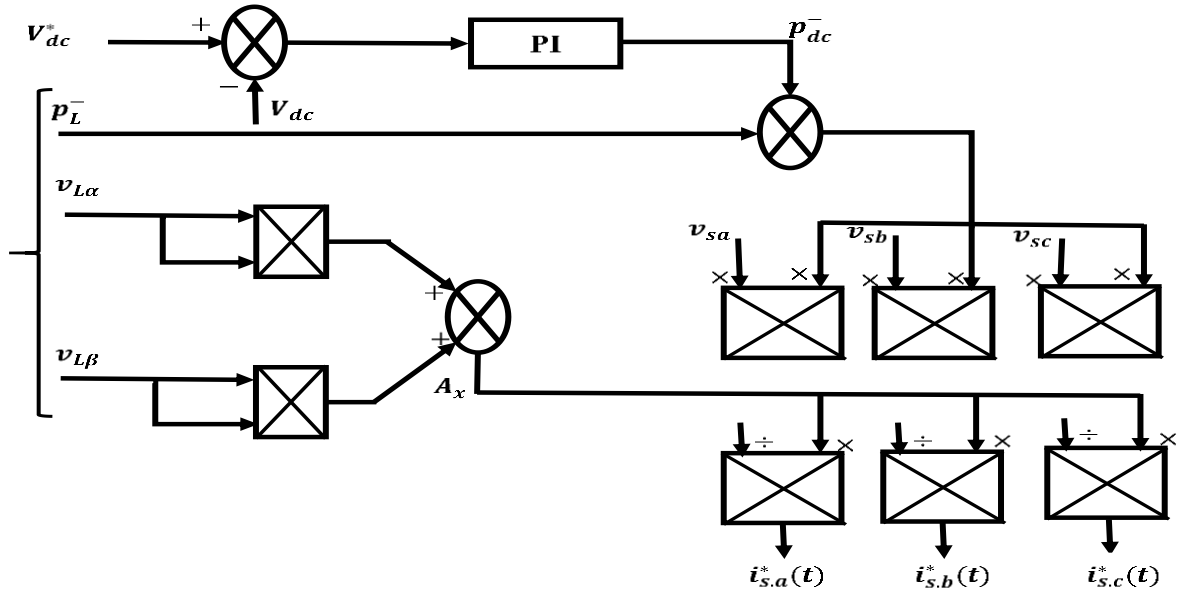 V*dc
+
PI
p̄dc
−
Vdc
p̄L
vLα
vsa
vsb
vsc
×
×
×
×
×
×
+
+
vLβ
Ax
÷
×
÷
×
÷
×
i*s.a(t)
i*s.b(t)
i*s.c(t)